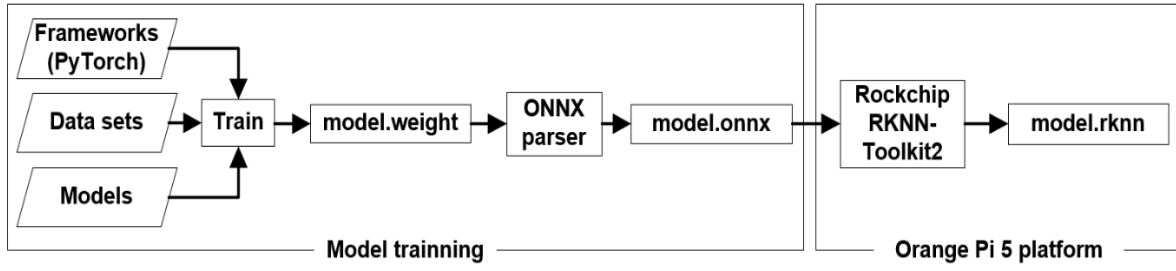 Frameworks
(PyTorch)
Data sets
Models
Train
model.weight
ONNX
parser
model.onnx
Rockchip
RKNN-
Toolkit2
model.rknn
Model trainning
Orange Pi 5 platform